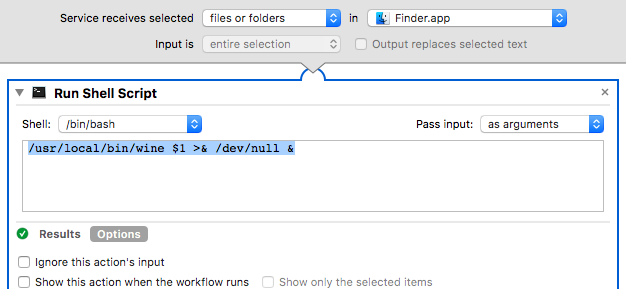 Service receives selected files or folders in Finder.app
Input is entire selection Output replaces selected text
Run Shell Script
Shell: /bin/bash Pass input: as arguments
/usr/local/bin/wine $1 >& /dev/null &
Results Options
Ignore this action's input
Show this action when the workflow runs Show only the selected items